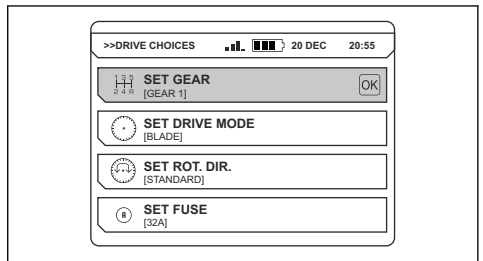 >>DRIVE CHOICES 20 DEC 20:55
1 3 5
2 4 R
SET GEAR
[GEAR 1]
OK
SET DRIVE MODE
[BLADE]
SET ROT. DIR.
[STANDARD]
A
SET FUSE
[32A]